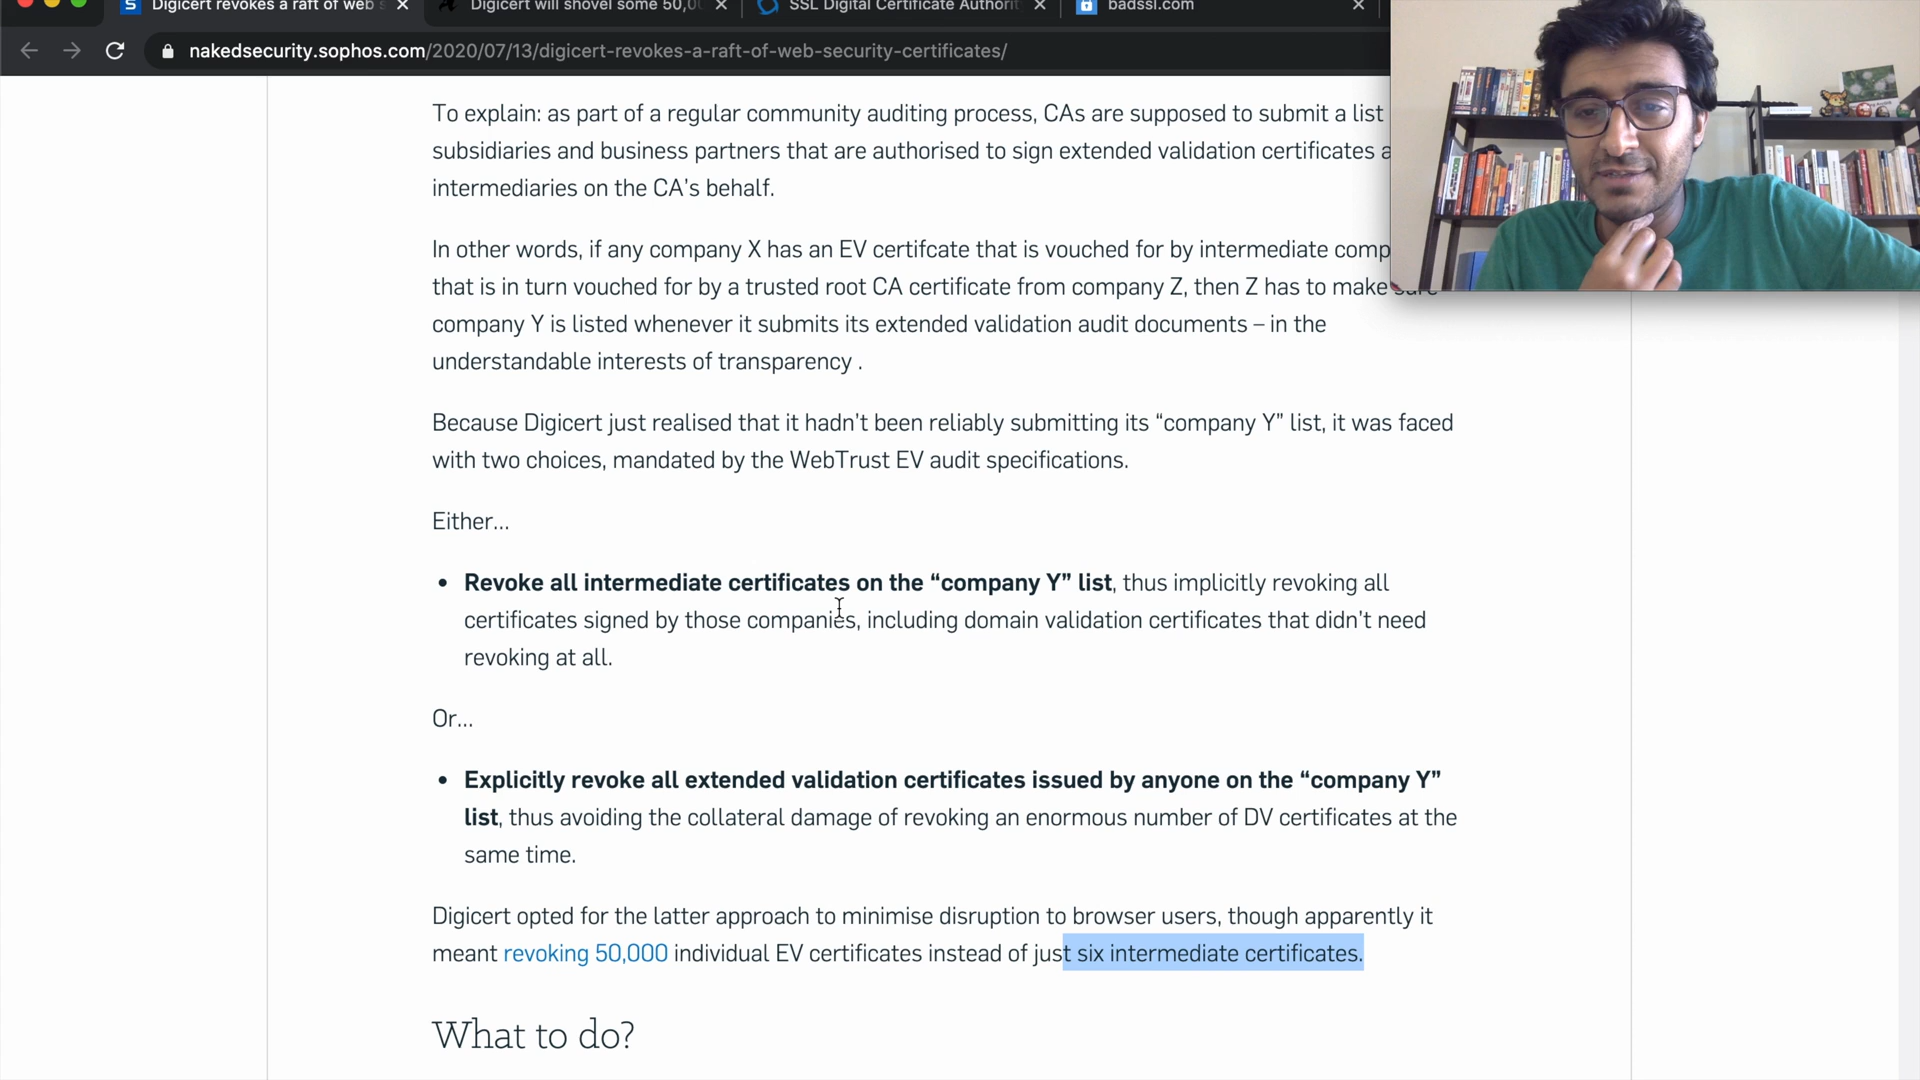 Digicert revokes a raft of web s
Digicert will shovel some 50,0
SSL Digital Certificate Authorit
badssl.com
nakedsecurity.sophos.com/2020/07/13/digicert-revokes-a-raft-of-web-security-certificates/
To explain: as part of a regular community auditing process, CAs are supposed to submit a list
subsidiaries and business partners that are authorised to sign extended validation certificates a
intermediaries on the CA’s behalf.
In other words, if any company X has an EV certifcate that is vouched for by intermediate comp
that is in turn vouched for by a trusted root CA certificate from company Z, then Z has to make sure
company Y is listed whenever it submits its extended validation audit documents – in the
understandable interests of transparency .
Because Digicert just realised that it hadn’t been reliably submitting its “company Y” list, it was faced
with two choices, mandated by the WebTrust EV audit specifications.
Either…
• Revoke all intermediate certificates on the “company Y” list, thus implicitly revoking all
certificates signed by those companies, including domain validation certificates that didn’t need
revoking at all.
Or…
• Explicitly revoke all extended validation certificates issued by anyone on the “company Y”
list, thus avoiding the collateral damage of revoking an enormous number of DV certificates at the
same time.
Digicert opted for the latter approach to minimise disruption to browser users, though apparently it
meant revoking 50,000 individual EV certificates instead of just six intermediate certificates.
What to do?